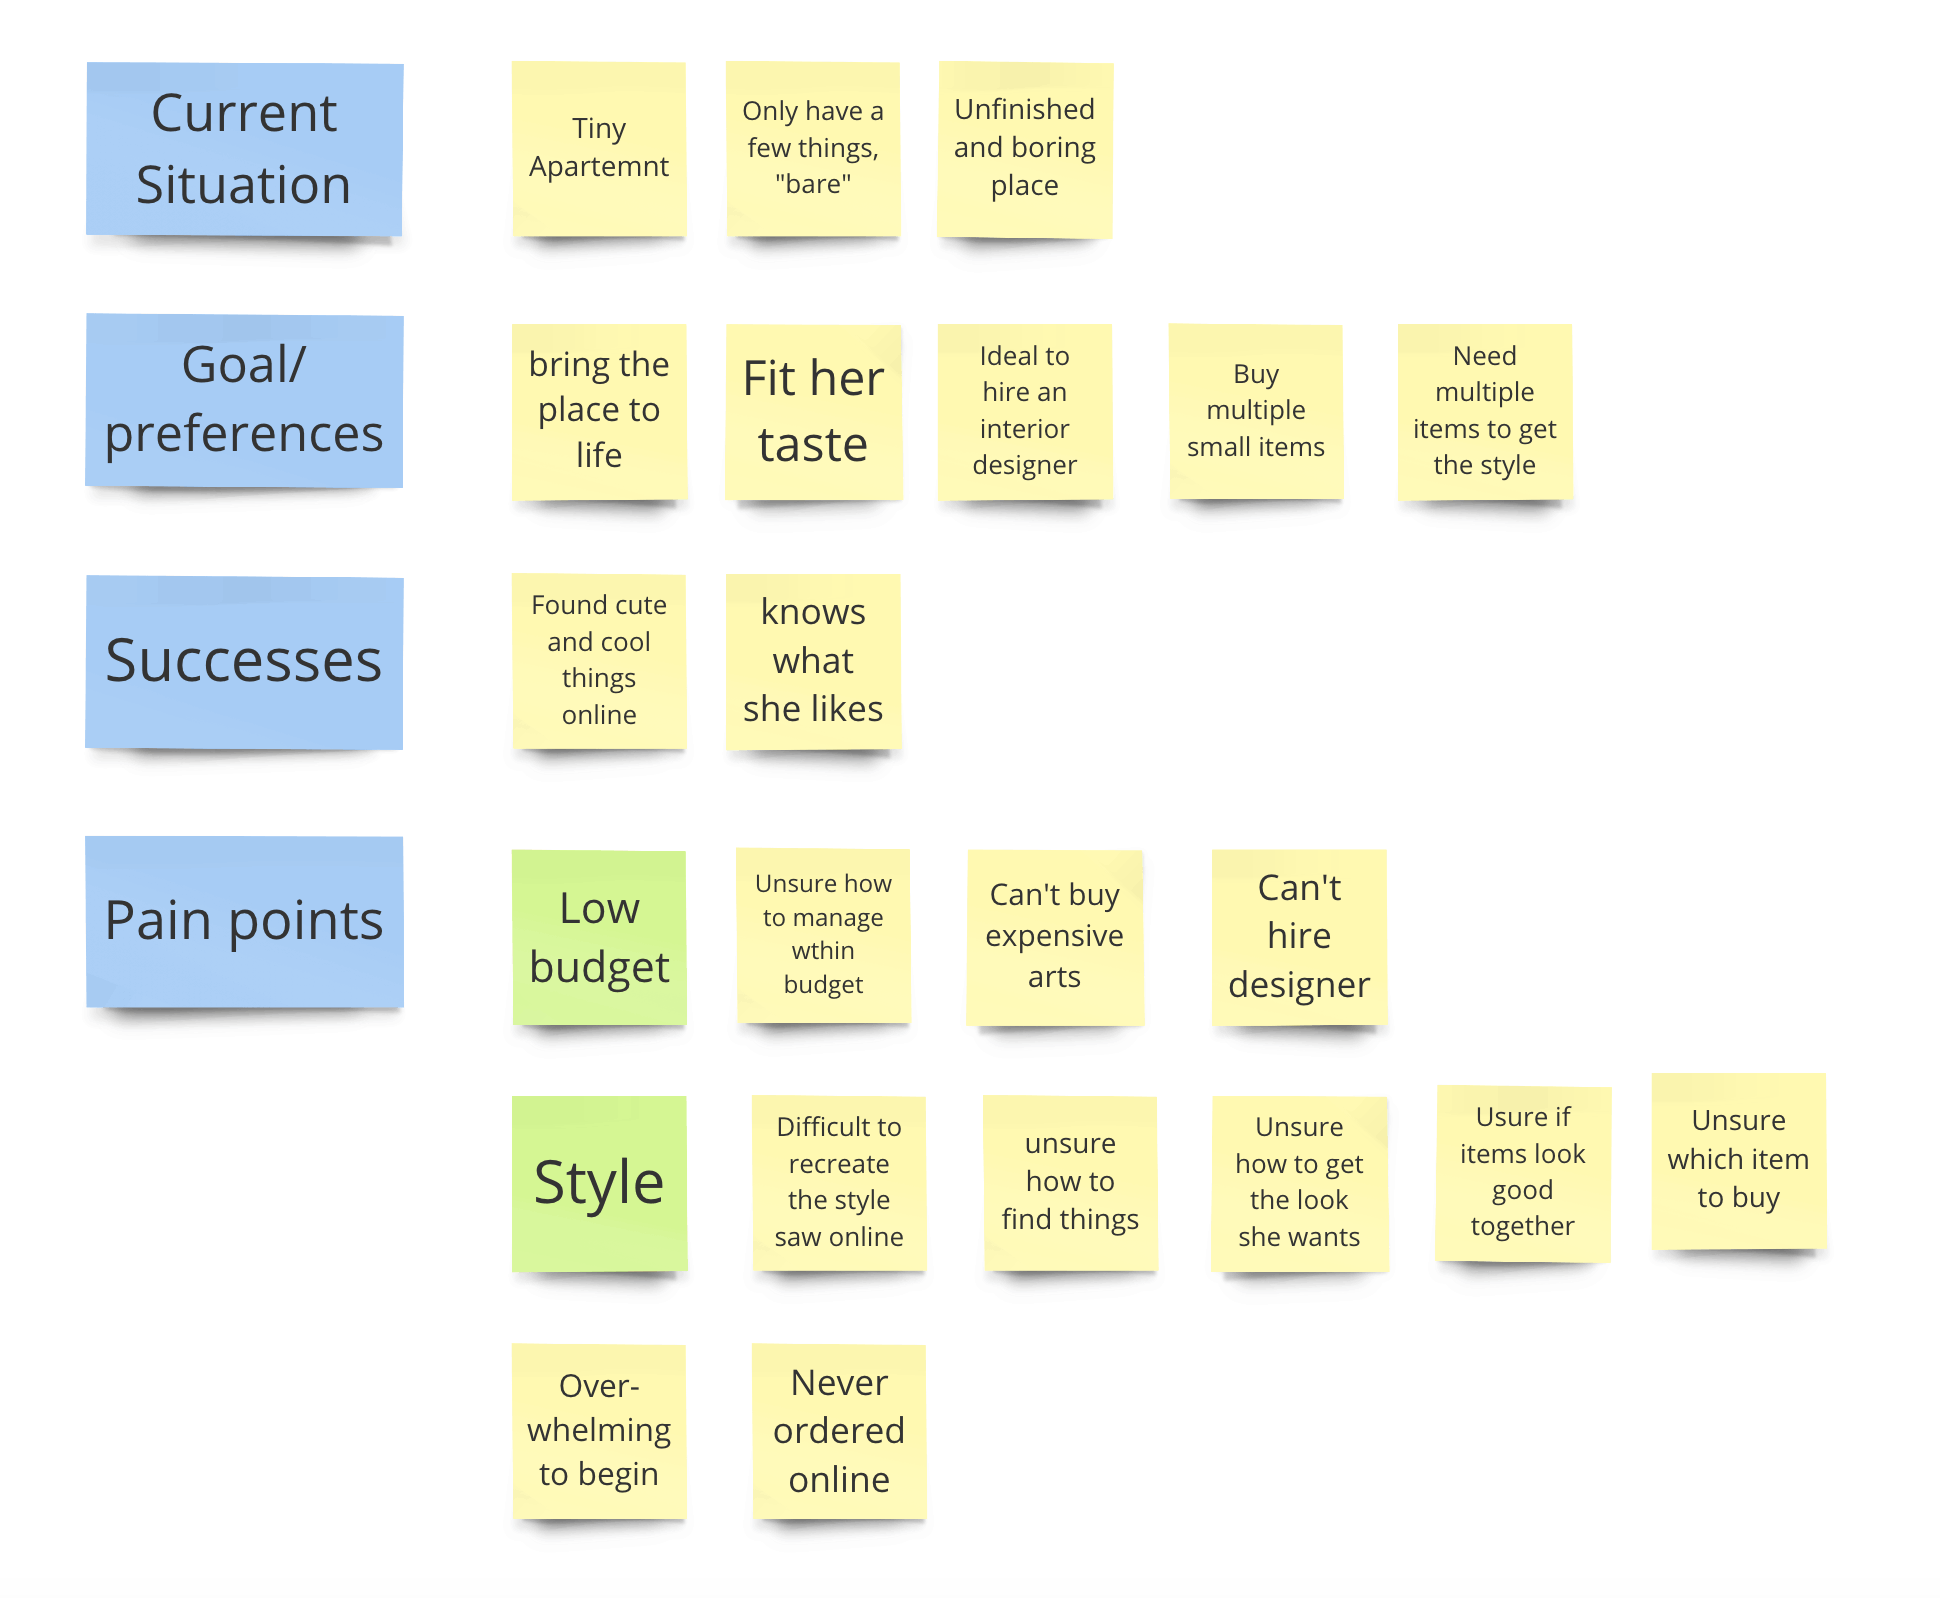 Current
Situation
Tiny
Apartemnt
Only have a
few things,
"bare"
Unfinished
and boring
place
Goal/
preferences
bring the
place to
life
Fit her
taste
Ideal to
hire an
interior
designer
Buy
multiple
small items
Need
multiple
items to get
the style
Successes
Found cute
and cool
things
online
knows
what
she likes
Pain points
Low
budget
Unsure how
to manage
wthin
budget
Can't buy
expensive
arts
Can't
hire
designer
Style
Difficult to
recreate
the style
saw online
unsure
how to
find things
Unsure
how to get
the look
she wants
Usure if
items look
good
together
Unsure
which item
to buy
Over-
whelming
to begin
Never
ordered
online